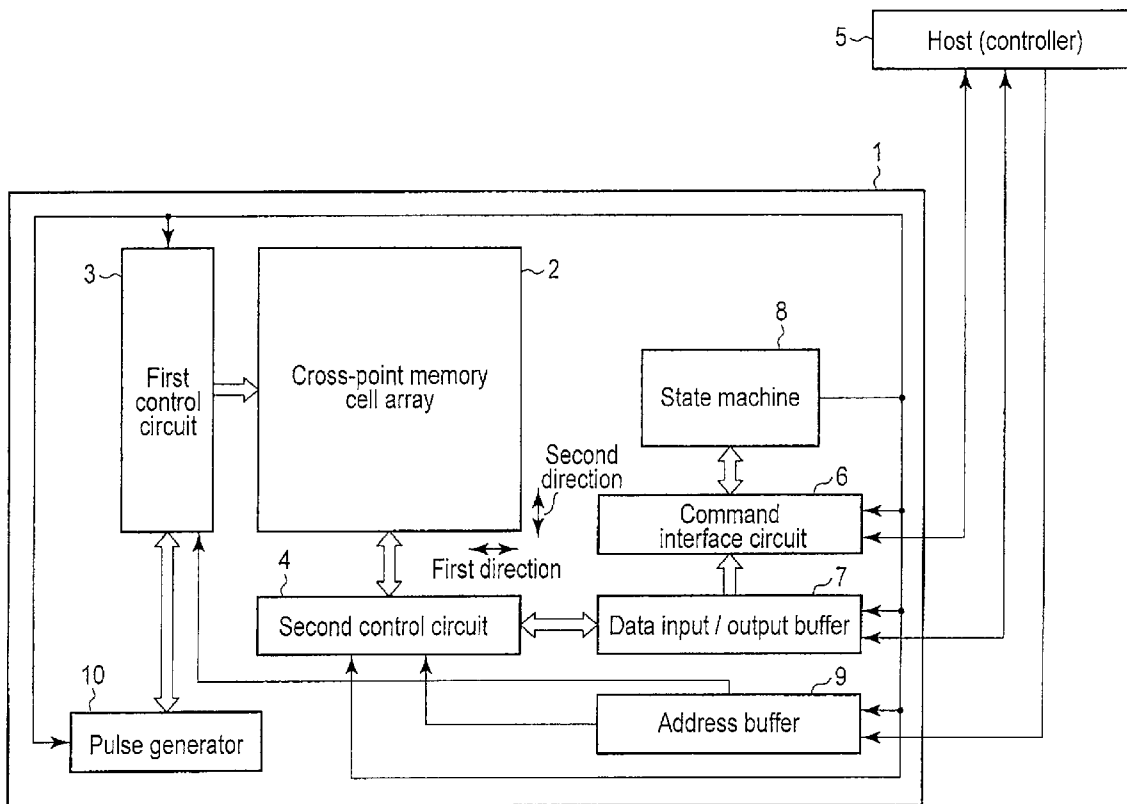 5
Host (controller)
1
3
First
control
circuit
2
Cross-point memory
cell array
8
State machine
Second
direction
First direction
6
Command
interface circuit
4
Second control circuit
7
Data input / output buffer
10
Pulse generator
9
Address buffer